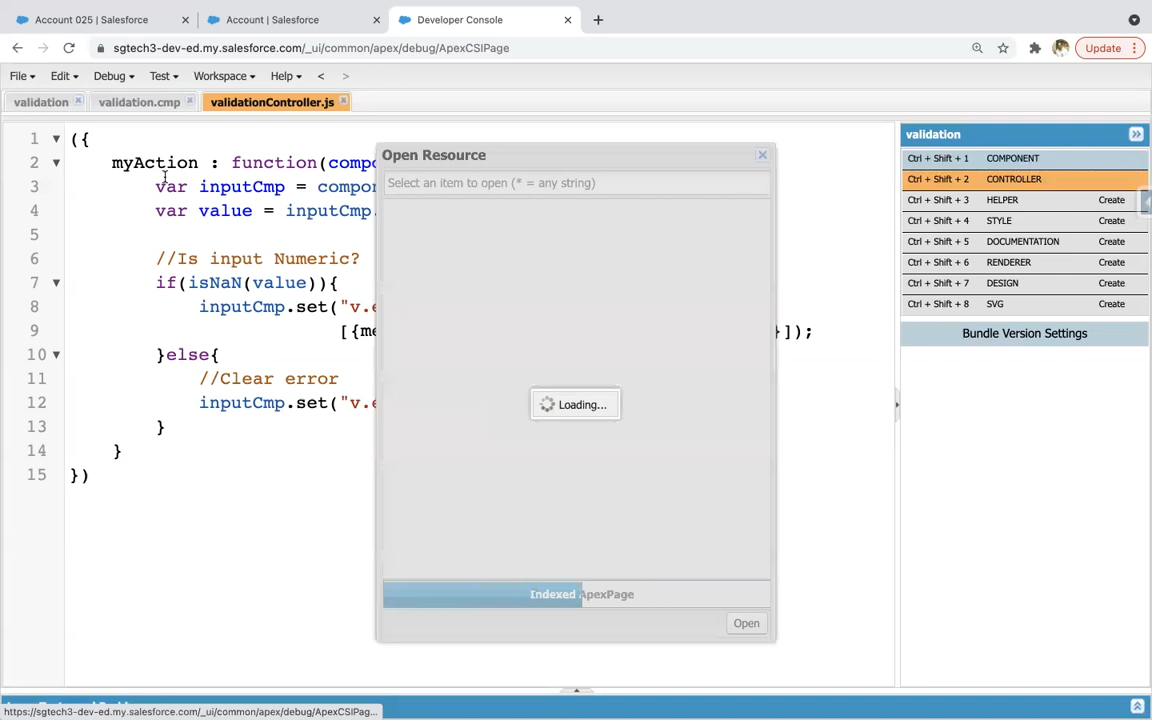 Account 025 | Salesforce
Account | Salesforce
Developer Console
sgtech3-dev-ed.my.salesforce.com/_ui/common/apex/debug/ApexCSIPage
Update
File Edit Debug Test Workspace Help < >
validation
validation.cmp
validationController.js
1 ({
2 myAction : function(compo
3 var inputCmp = compon
4 var value = inputCmp.
5
6 //Is input Numeric?
7 if(isNaN(value)){
8 inputCmp.set("v.e
9 [{me }]);
10 }else{
11 //Clear error
12 inputCmp.set("v.e
13 }
14 }
15 })
Open Resource
Select an item to open (* = any string)
Loading...
Indexed ApexPage
Open
validation
Ctrl + Shift + 1 COMPONENT
Ctrl + Shift + 2 CONTROLLER
Ctrl + Shift + 3 HELPER Create
Ctrl + Shift + 4 STYLE Create
Ctrl + Shift + 5 DOCUMENTATION Create
Ctrl + Shift + 6 RENDERER Create
Ctrl + Shift + 7 DESIGN Create
Ctrl + Shift + 8 SVG Create
Bundle Version Settings
https://sgtech3-dev-ed.my.salesforce.com/_ui/common/apex/debug/ApexCSIPag...